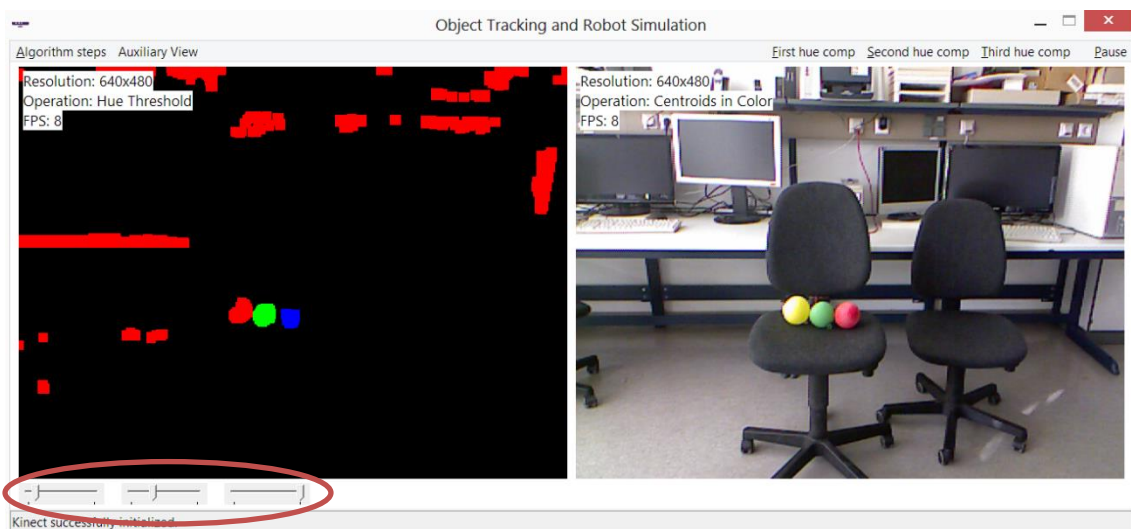 Object Tracking and Robot Simulation
Algorithm steps Auxiliary View First hue comp Second hue comp Third hue comp Pause
Resolution: 640x480
Operation: Hue Threshold
FPS: 8
Resolution: 640x480
Operation: Centroids in Color
FPS: 8
Kinect successfully initialized.